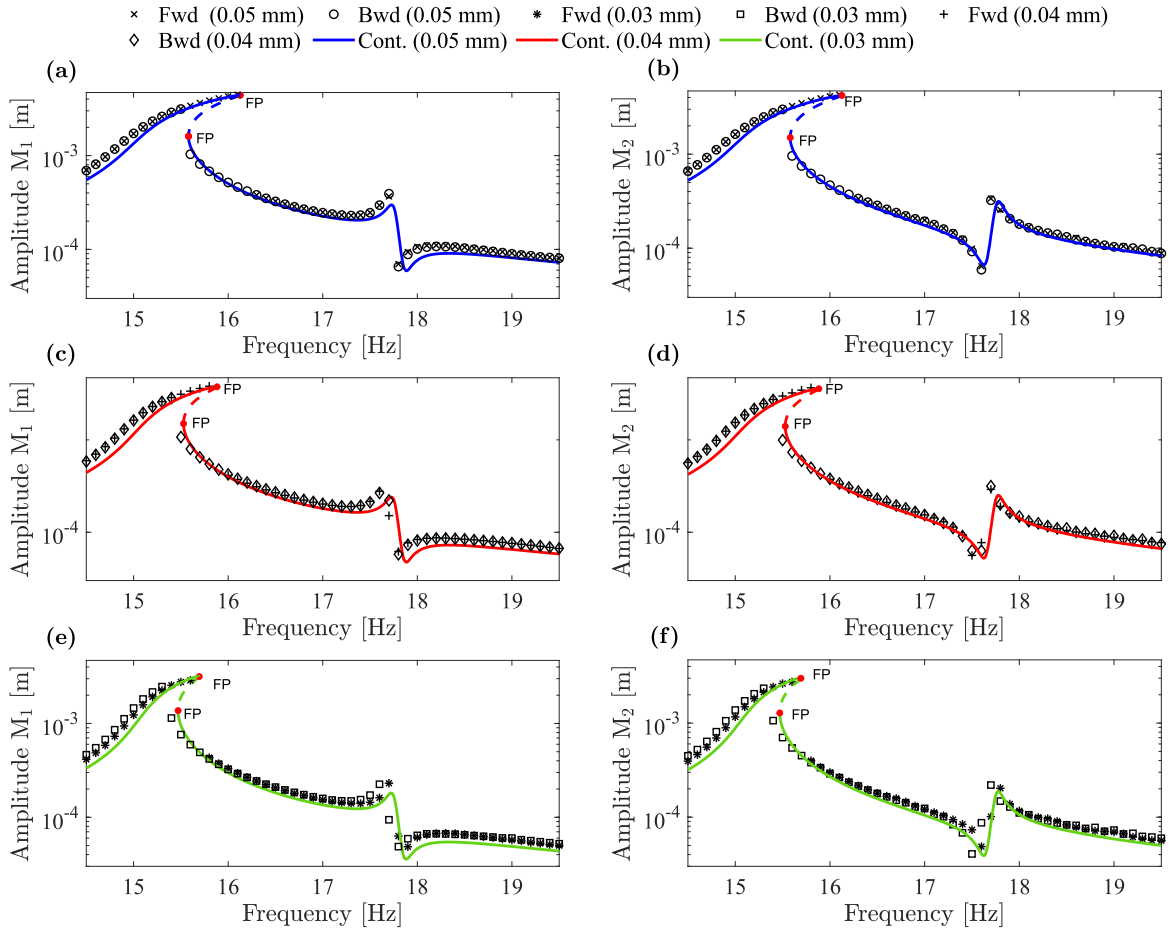 Fwd (0.05 mm) Bwd (0.05 mm) Fwd (0.03 mm) Bwd (0.03 mm) Fwd (0.04 mm)
Bwd (0.04 mm) Cont. (0.05 mm) Cont. (0.04 mm) Cont. (0.03 mm)
(a)
Amplitude M₁ [m]
10⁻³
10⁻⁴
FP
FP
15 16 17 18 19
Frequency [Hz]
(b)
Amplitude M₂ [m]
10⁻³
10⁻⁴
FP
FP
15 16 17 18 19
Frequency [Hz]
(c)
Amplitude M₁ [m]
10⁻⁴
FP
FP
15 16 17 18 19
Frequency [Hz]
(d)
Amplitude M₂ [m]
10⁻⁴
FP
FP
15 16 17 18 19
Frequency [Hz]
(e)
Amplitude M₁ [m]
10⁻³
10⁻⁴
FP
FP
15 16 17 18 19
Frequency [Hz]
(f)
Amplitude M₂ [m]
10⁻³
10⁻⁴
FP
FP
15 16 17 18 19
Frequency [Hz]